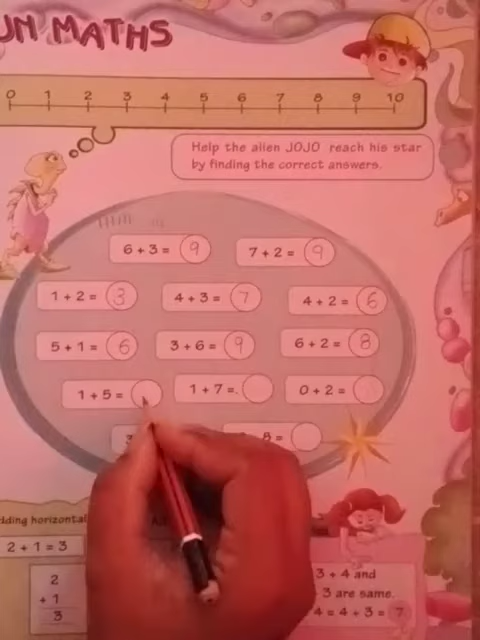 UN MATHS
0 1 2 3 4 5 6 7 8 9 10
Help the alien JOJO reach his star
by finding the correct answers.
6 + 3 = 9
7 + 2 = 9
1 + 2 = 3
4 + 3 = 7
4 + 2 = 6
5 + 1 = 6
3 + 6 = 9
6 + 2 = 8
1 + 5 =
1 + 7 =
0 + 2 =
8 =
dding horizontal
2 + 1 = 3
2
+ 1
3
3 + 4 and
3 are same.
4 = 4 + 3 = 7